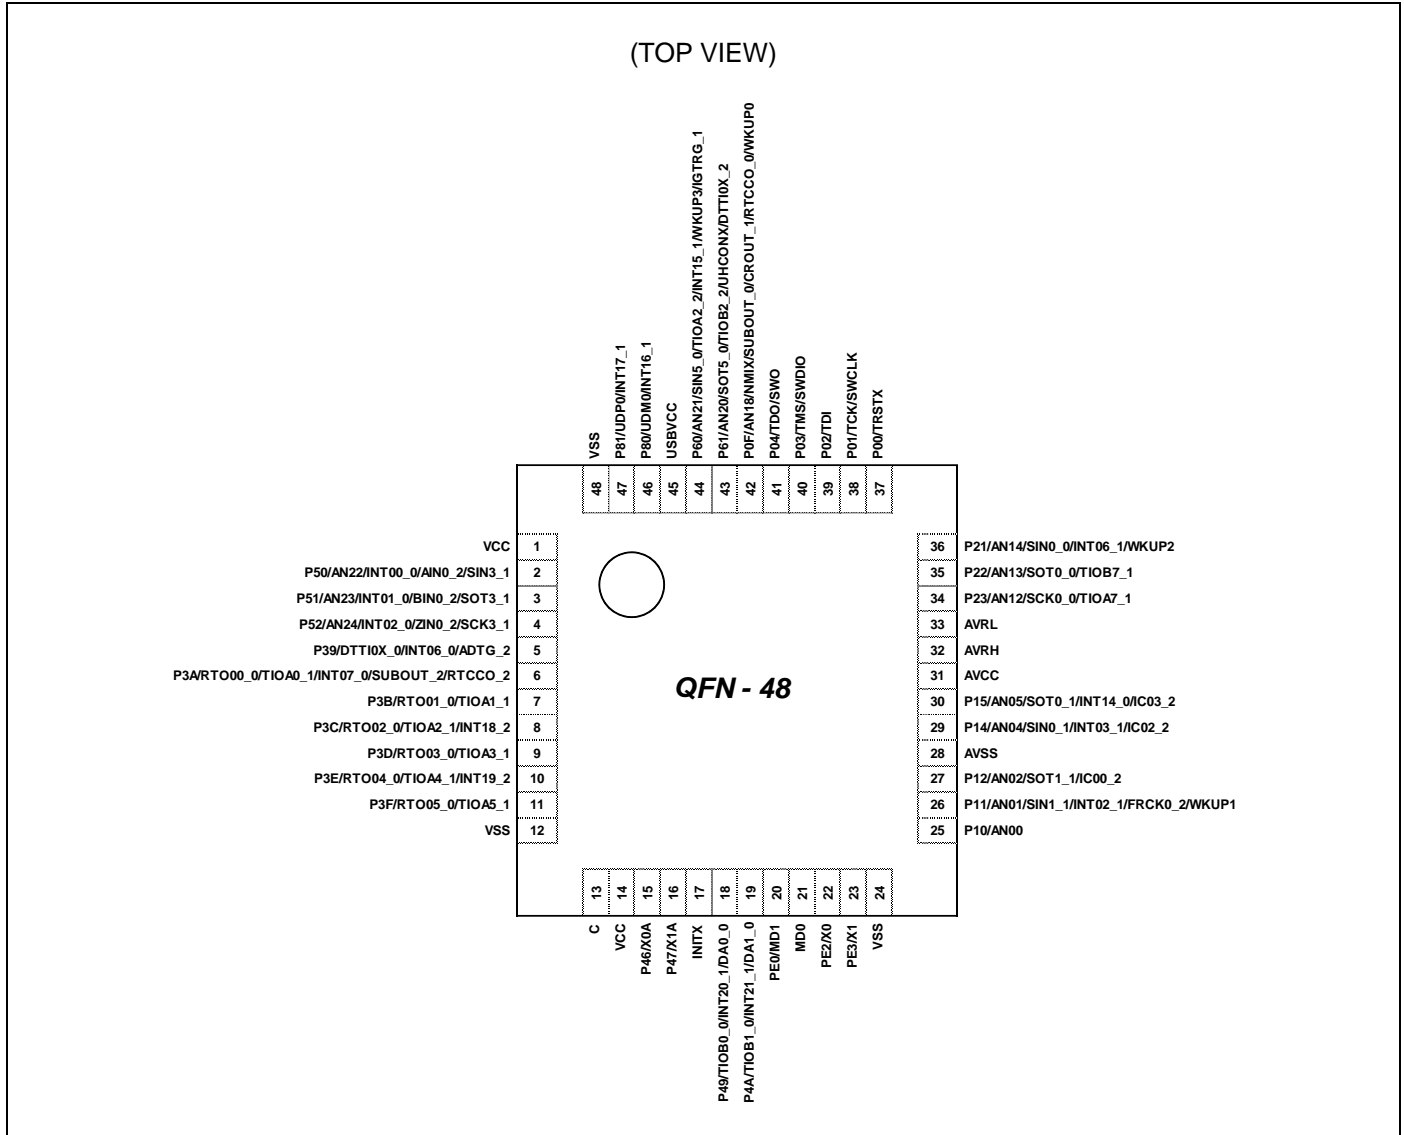 (TOP VIEW)
VSS
P81/UDP0/INT17_1
P80/UDM0/INT16_1
USBVCC
P60/AN21/SIN5_0/TIOA2_2/INT15_1/WKUP3/IGTRG_1
P61/AN20/SOT5_0/TIOB2_2/UHCONX/DTTI0X_2
P0F/AN18/NMIX/SUBOUT_0/CROUT_1/RTCCO_0/WKUP0
P04/TDO/SWO
P03/TMS/SWDIO
P02/TDI
P01/TCK/SWCLK
P00/TRSTX
48 47 46 45 44 43 42 41 40 39 38 37
VCC 1
P50/AN22/INT00_0/AIN0_2/SIN3_1 2
P51/AN23/INT01_0/BIN0_2/SOT3_1 3
P52/AN24/INT02_0/ZIN0_2/SCK3_1 4
P39/DTTI0X_0/INT06_0/ADTG_2 5
P3A/RTO00_0/TIOA0_1/INT07_0/SUBOUT_2/RTCCO_2 6
P3B/RTO01_0/TIOA1_1 7
P3C/RTO02_0/TIOA2_1/INT18_2 8
P3D/RTO03_0/TIOA3_1 9
P3E/RTO04_0/TIOA4_1/INT19_2 10
P3F/RTO05_0/TIOA5_1 11
VSS 12
QFN - 48
36 P21/AN14/SIN0_0/INT06_1/WKUP2
35 P22/AN13/SOT0_0/TIOB7_1
34 P23/AN12/SCK0_0/TIOA7_1
33 AVRL
32 AVRH
31 AVCC
30 P15/AN05/SOT0_1/INT14_0/IC03_2
29 P14/AN04/SIN0_1/INT03_1/IC02_2
28 AVSS
27 P12/AN02/SOT1_1/IC00_2
26 P11/AN01/SIN1_1/INT02_1/FRCK0_2/WKUP1
25 P10/AN00
13 14 15 16 17 18 19 20 21 22 23 24
C
VCC
P46/X0A
P47/X1A
INITX
P49/TIOB0_0/INT20_1/DA0_0
P4A/TIOB1_0/INT21_1/DA1_0
PE0/MD1
MD0
PE2/X0
PE3/X1
VSS